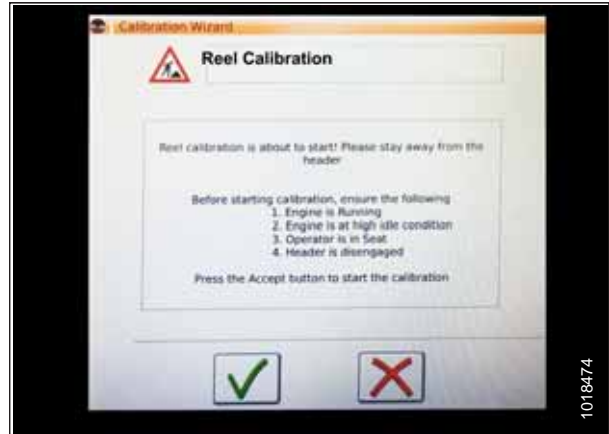 Calibration Wizard
Reel Calibration
Reel calibration is about to start! Please stay away from the
header
Before starting calibration, ensure the following
1. Engine is Running
2. Engine is at high idle condition
3. Operator is in Seat
4. Header is disengaged
Press the Accept button to start the calibration
1018474